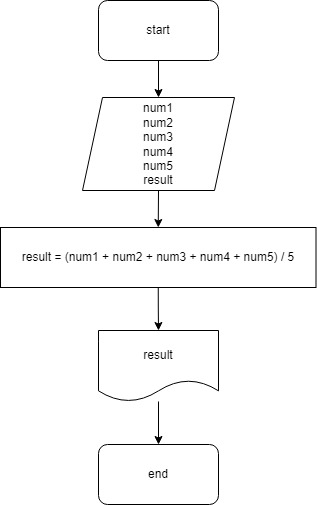 start
num1
num2
num3
num4
num5
result
result = (num1 + num2 + num3 + num4 + num5) / 5
result
end